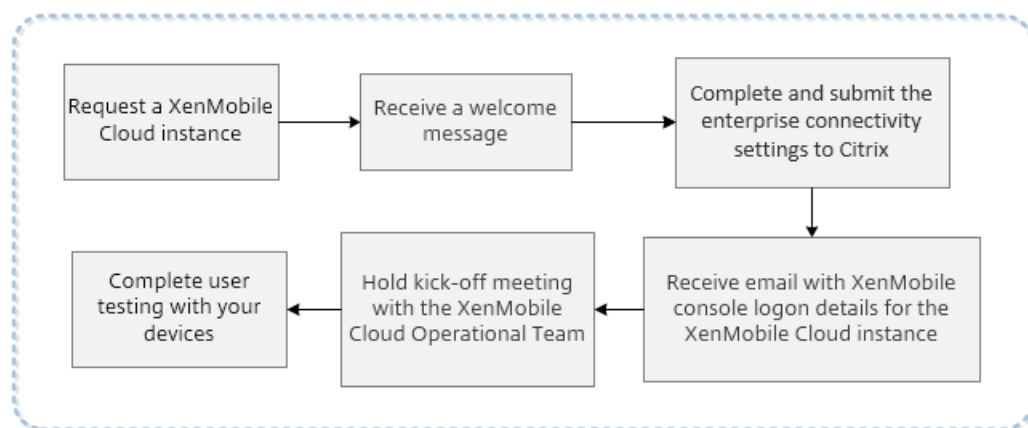 Request a XenMobile
Cloud instance
Receive a welcome
message
Complete and submit the
enterprise connectivity
settings to Citrix
Receive email with XenMobile
console logon details for the
XenMobile Cloud instance
Hold kick-off meeting
with the XenMobile
Cloud Operational Team
Complete user
testing with your
devices